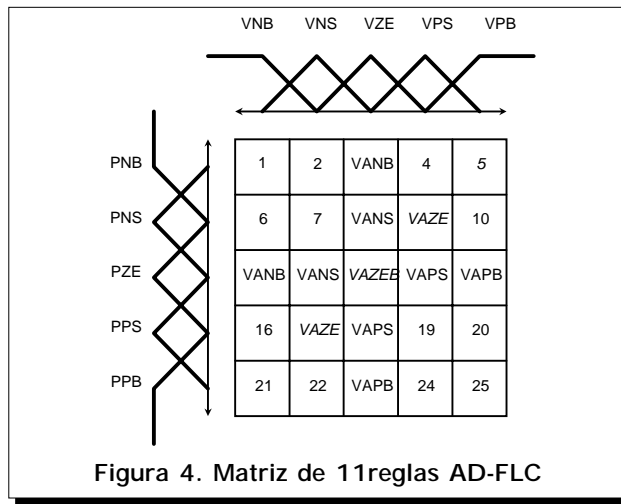 VNB VNS VZE VPS VPB
PNB 1 2 VANB 4 5
PNS 6 7 VANS VAZE 10
PZE VANB VANS VAZEB VAPS VAPB
PPS 16 VAZE VAPS 19 20
PPB 21 22 VAPB 24 25
Figura 4. Matriz de 11reglas AD-FLC